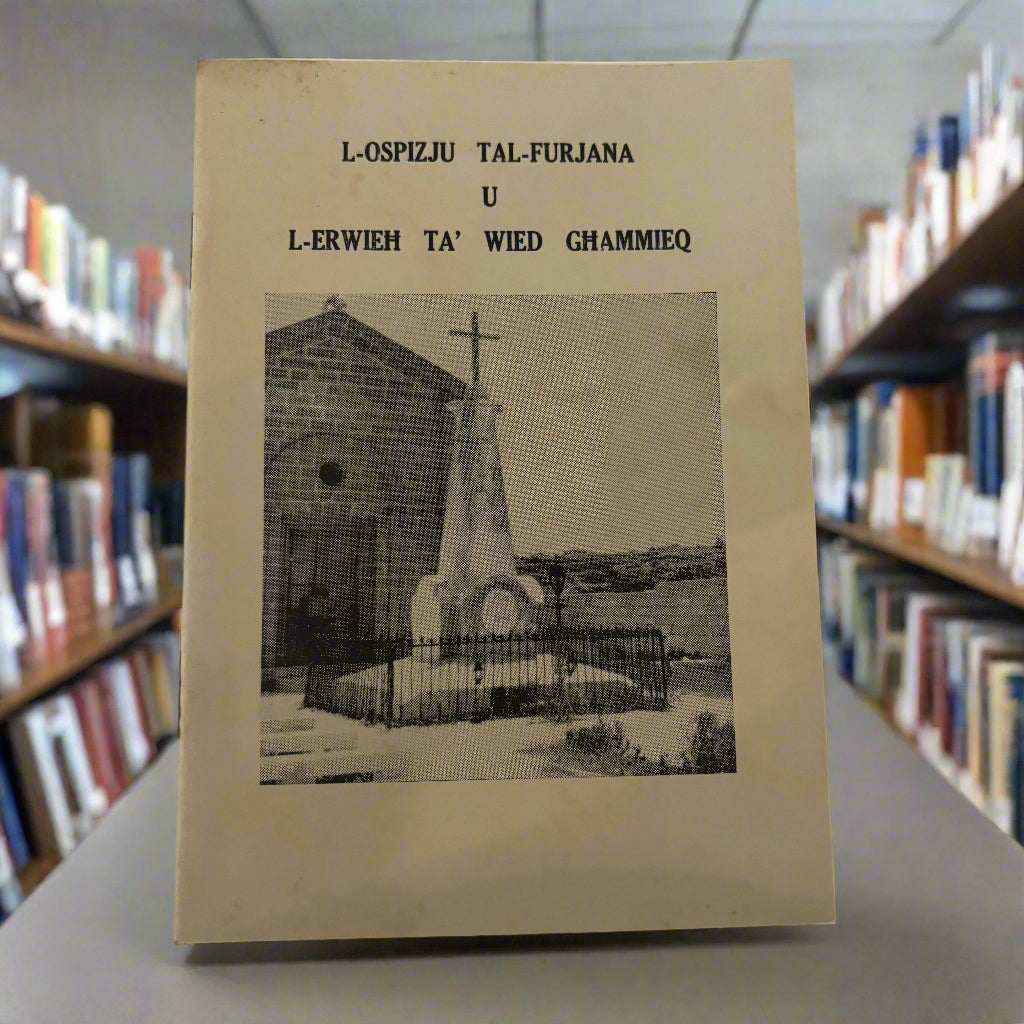 L-OSPIZJU TAL-FURJANA
U
L-ERWIEĦ TA' WIED GĦAMMIEQ